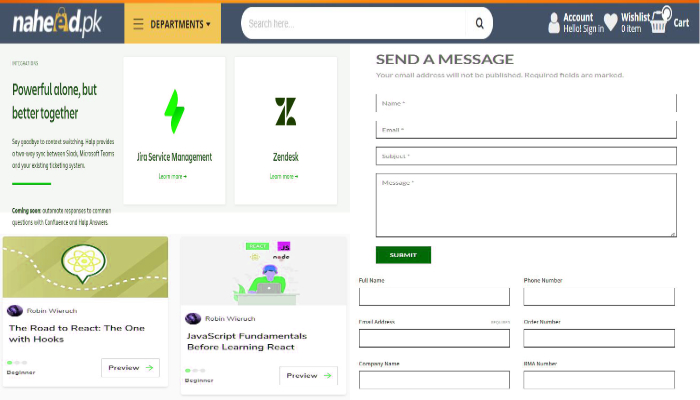 naheed.pk
DEPARTMENTS
Search here...
Account
Hello! Sign in
Wishlist
0 item
Cart
INTEGRATIONS
Powerful alone, but
better together
Say goodbye to context switching. Halp provides
a two-way sync between Slack, Microsoft Teams
and your existing ticketing system.
Coming soon: automate responses to common
questions with Confluence and Halp Answers.
Jira Service Management
Learn more
Zendesk
Learn more
SEND A MESSAGE
Your email address will not be published. Required fields are marked.
Name *
Email *
Subject *
Message *
SUBMIT
Robin Wieruch
The Road to React: The One
with Hooks
Beginner
Preview
REACT
JS
node
Robin Wieruch
JavaScript Fundamentals
Before Learning React
Beginner
Preview
Full Name
Phone Number
Email Address
Order Number
Company Name
RMA Number